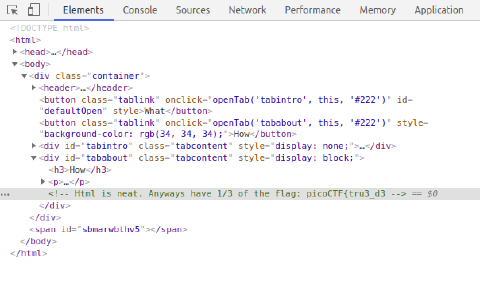 Elements Console Sources Network Performance Memory Application
<!DOCTYPE html>
<html>
<head>…</head>
<body>
<div class="container">
<header>…</header>
<button class="tablink" onclick="openTab('tabintro', this, '#222')" id=
"defaultOpen" style>What</button>
<button class="tablink" onclick="openTab('tababout', this, '#222')" style=
"background-color: rgb(34, 34, 34);">How</button>
<div id="tabintro" class="tabcontent" style="display: none;">…</div>
<div id="tababout" class="tabcontent" style="display: block;">
<h3>How</h3>
<p>…</p>
<!-- Html is neat. Anyways have 1/3 of the flag: picoCTF{tru3_d3 --> == $0
</div>
</div>
<span id="sbmarwbthv5"></span>
</body>
</html>